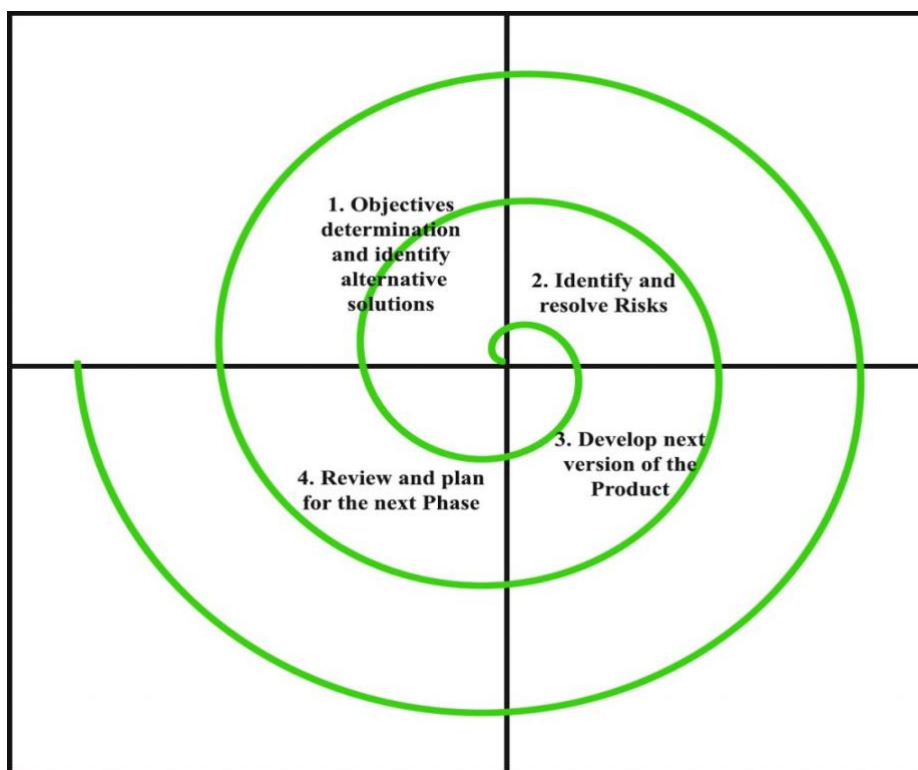 1. Objectives
determination
and identify
alternative
solutions
2. Identify and
resolve Risks
3. Develop next
version of the
Product
4. Review and plan
for the next Phase